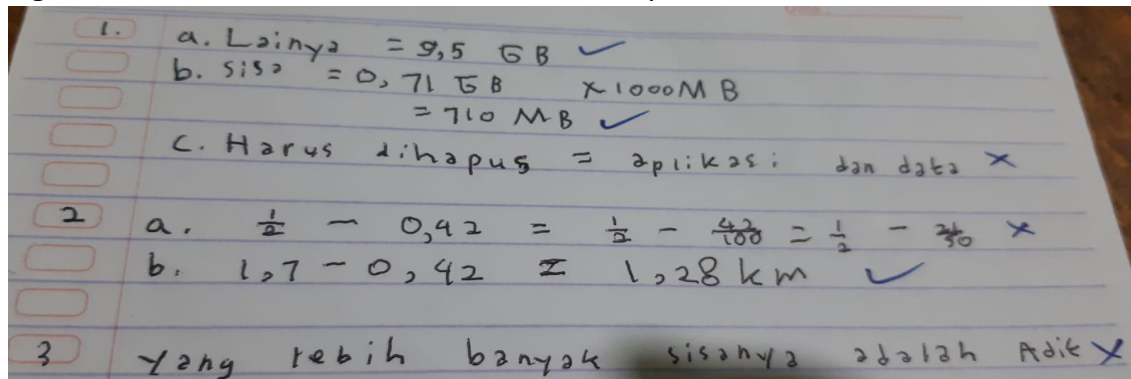 1. a. Lainya = 9,5 GB ✓
b. sisa = 0,71 GB x1000MB
= 710 MB ✓
c. Harus dihapus = aplikasi dan data ×
2 a. 1/2 - 0,42 = 1/2 - 42/100 = 1/2 - 21/50 ×
b. 1,7 - 0,42 = 1,28 km ✓
3 Yang lebih banyak sisanya adalah Adik ×